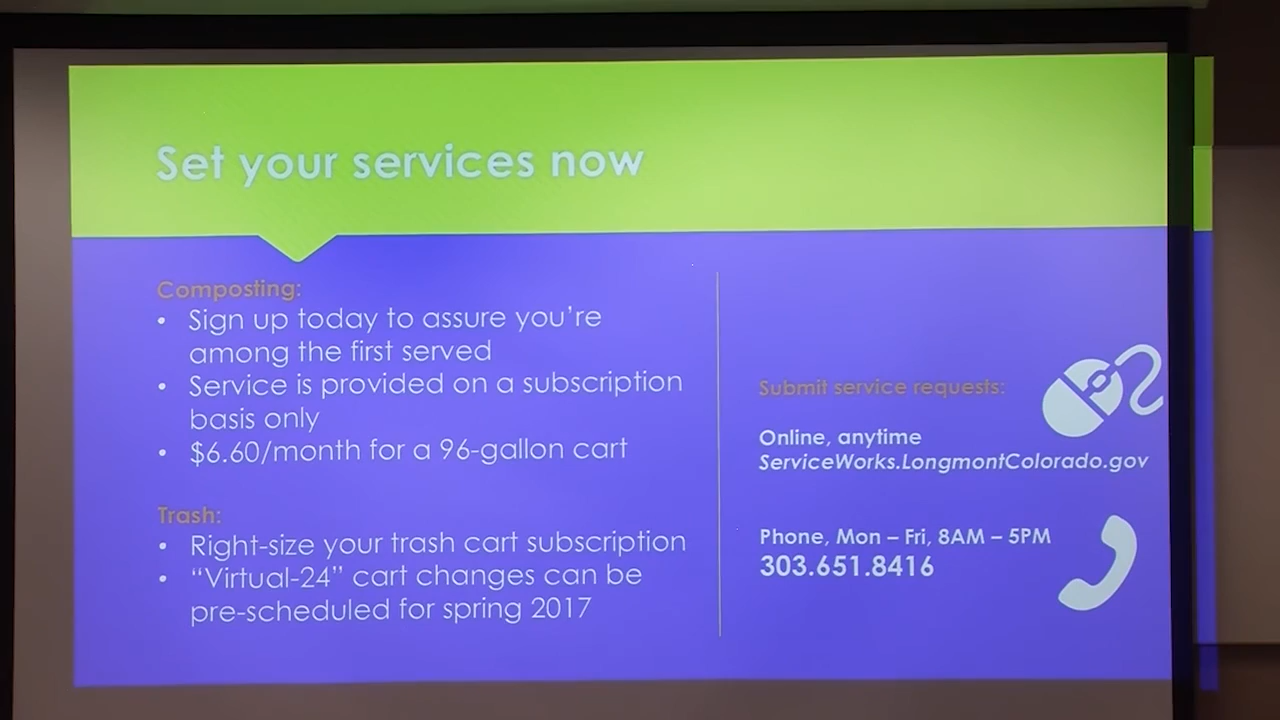 Set your services now
Composting:
• Sign up today to assure you're
among the first served
• Service is provided on a subscription
basis only
• $6.60/month for a 96-gallon cart
Trash:
• Right-size your trash cart subscription
• “Virtual-24” cart changes can be
pre-scheduled for spring 2017
Submit service requests:
Online, anytime
ServiceWorks.LongmontColorado.gov
Phone, Mon – Fri, 8AM – 5PM
303.651.8416